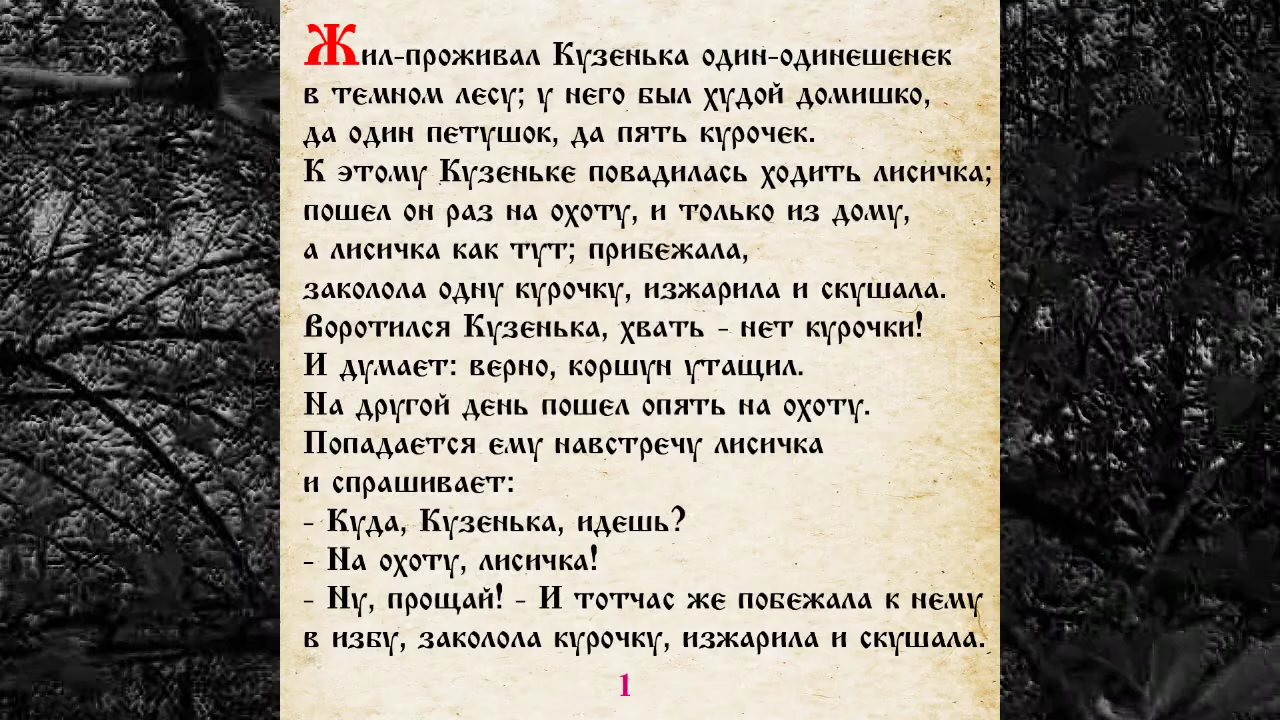 Жил-проживал Кузенька один-одинешенек
в темном лесу; у него был худой домишко,
да один петушок, да пять курочек.
К этому Кузеньке повадилась ходить лисичка;
пошел он раз на охоту, и только из дому,
а лисичка как тут; прибежала,
заколола одну курочку, изжарила и скушала.
Воротился Кузенька, хвать - нет курочки!
И думает: верно, коршун утащил.
На другой день пошел опять на охоту.
Попадается ему навстречу лисичка
и спрашивает:
- Куда, Кузенька, идешь?
- На охоту, лисичка!
- Ну, прощай! - И тотчас же побежала к нему
в избу, заколола курочку, изжарила и скушала.
1